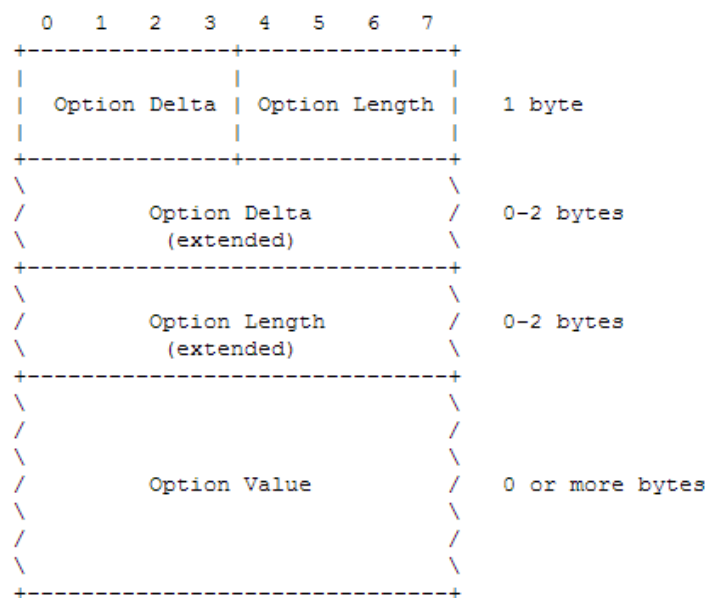 0 1 2 3 4 5 6 7
Option Delta | Option Length | 1 byte
Option Delta 0-2 bytes
(extended)
Option Length 0-2 bytes
(extended)
Option Value 0 or more bytes